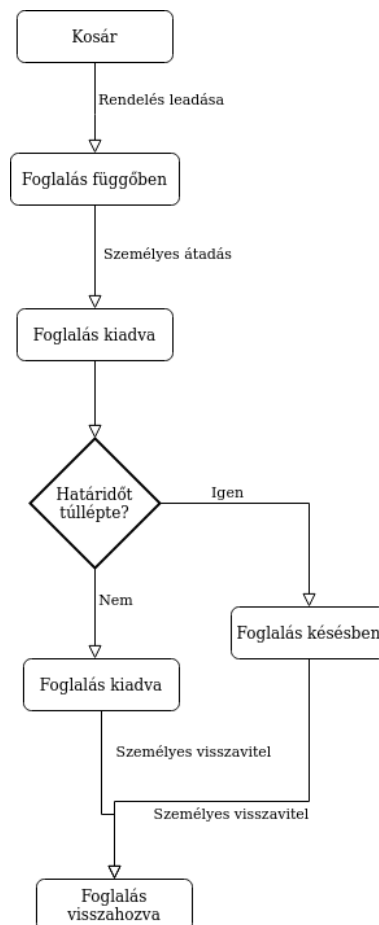 Kosár
Rendelés leadása
Foglalás függőben
Személyes átadás
Foglalás kiadva
Határidőt
túllépte?
Igen
Nem
Foglalás késésben
Foglalás kiadva
Személyes visszavitel
Személyes visszavitel
Foglalás
visszahozva